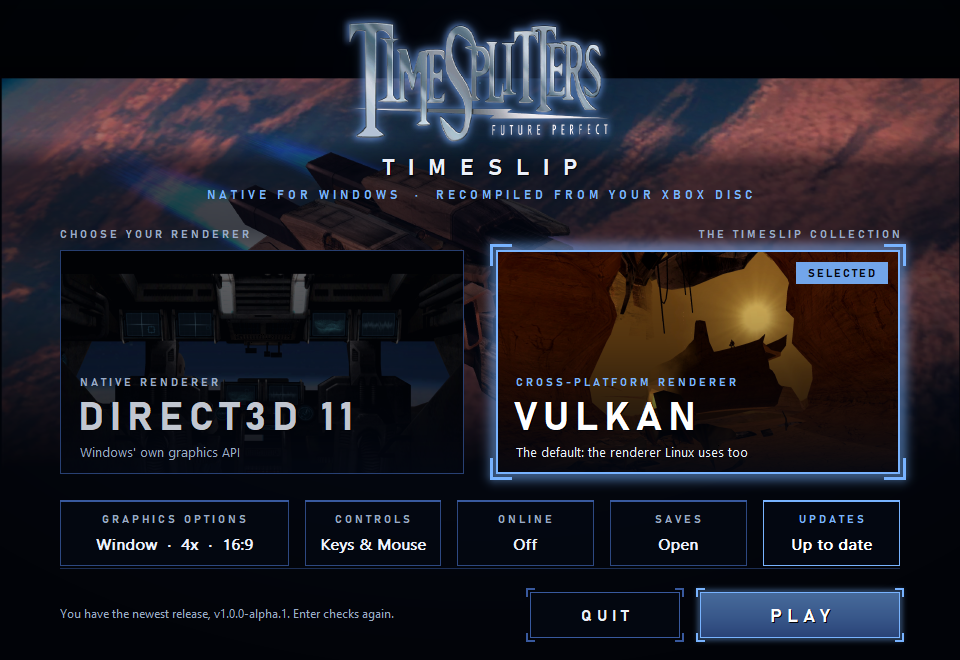 TIMESPLITTERS
FUTURE PERFECT
TIMESLIP
NATIVE FOR WINDOWS · RECOMPILED FROM YOUR XBOX DISC
CHOOSE YOUR RENDERER
THE TIMESLIP COLLECTION
SELECTED
NATIVE RENDERER
DIRECT3D 11
Windows' own graphics API
CROSS-PLATFORM RENDERER
VULKAN
The default: the renderer Linux uses too
GRAPHICS OPTIONS
Window · 4x · 16:9
CONTROLS
Keys & Mouse
ONLINE
Off
SAVES
Open
UPDATES
Up to date
You have the newest release, v1.0.0-alpha.1. Enter checks again.
QUIT
PLAY